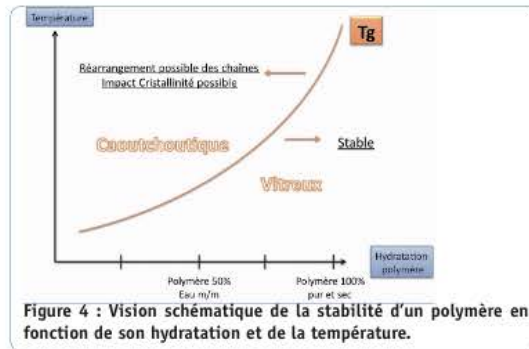 Température
Tg
Réarrangement possible des chaînes
Impact Cristallinité possible
Caoutchoutique
Stable
Vitreux
Hydratation
polymère
Polymère 50%
Eau m/m
Polymère 100%
pur et sec
Figure 4 : Vision schématique de la stabilité d'un polymère en
fonction de son hydratation et de la température.